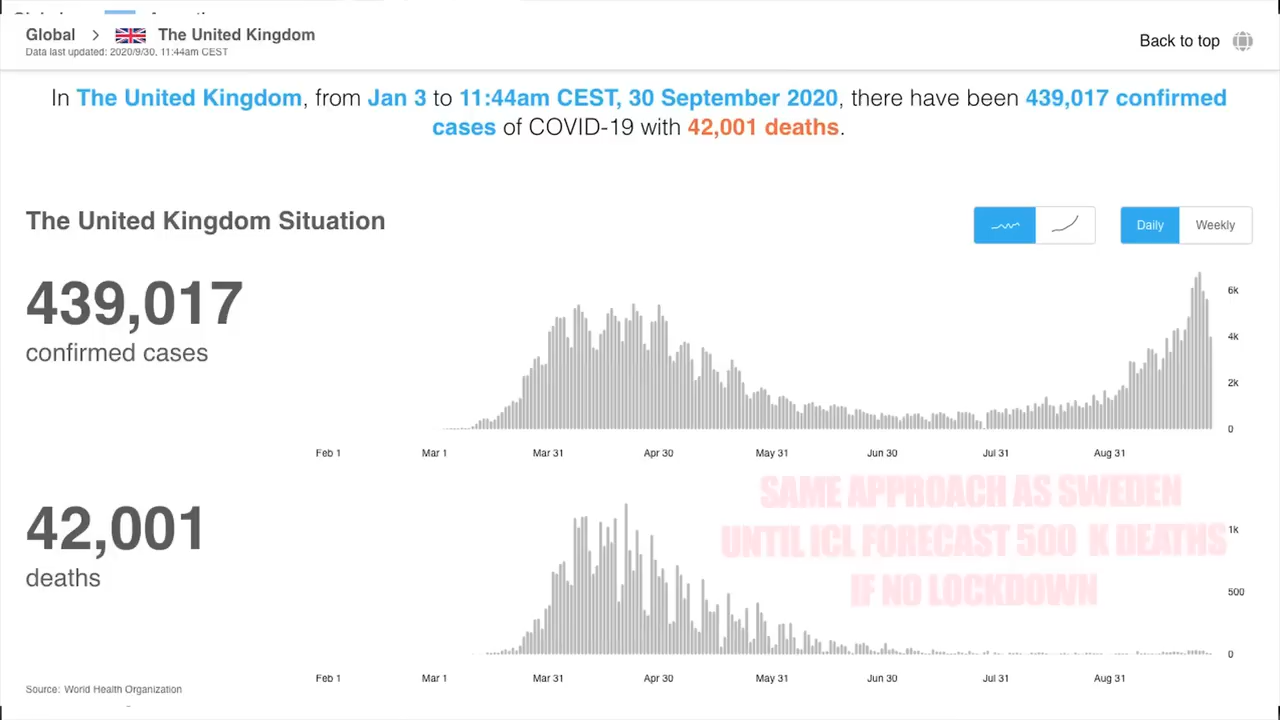 Global > The United Kingdom
Data last updated: 2020/9/30, 11:44am CEST
Back to top
In The United Kingdom, from Jan 3 to 11:44am CEST, 30 September 2020, there have been 439,017 confirmed
cases of COVID-19 with 42,001 deaths.
The United Kingdom Situation
Daily
Weekly
439,017
confirmed cases
6k
4k
2k
0
Feb 1
Mar 1
Mar 31
Apr 30
May 31
Jun 30
Jul 31
Aug 31
SAME APPROACH AS SWEDEN
UNTIL ICL FORECAST 500 K DEATHS
IF NO LOCKDOWN
42,001
deaths
1k
500
0
Feb 1
Mar 1
Mar 31
Apr 30
May 31
Jun 30
Jul 31
Aug 31
Source: World Health Organization